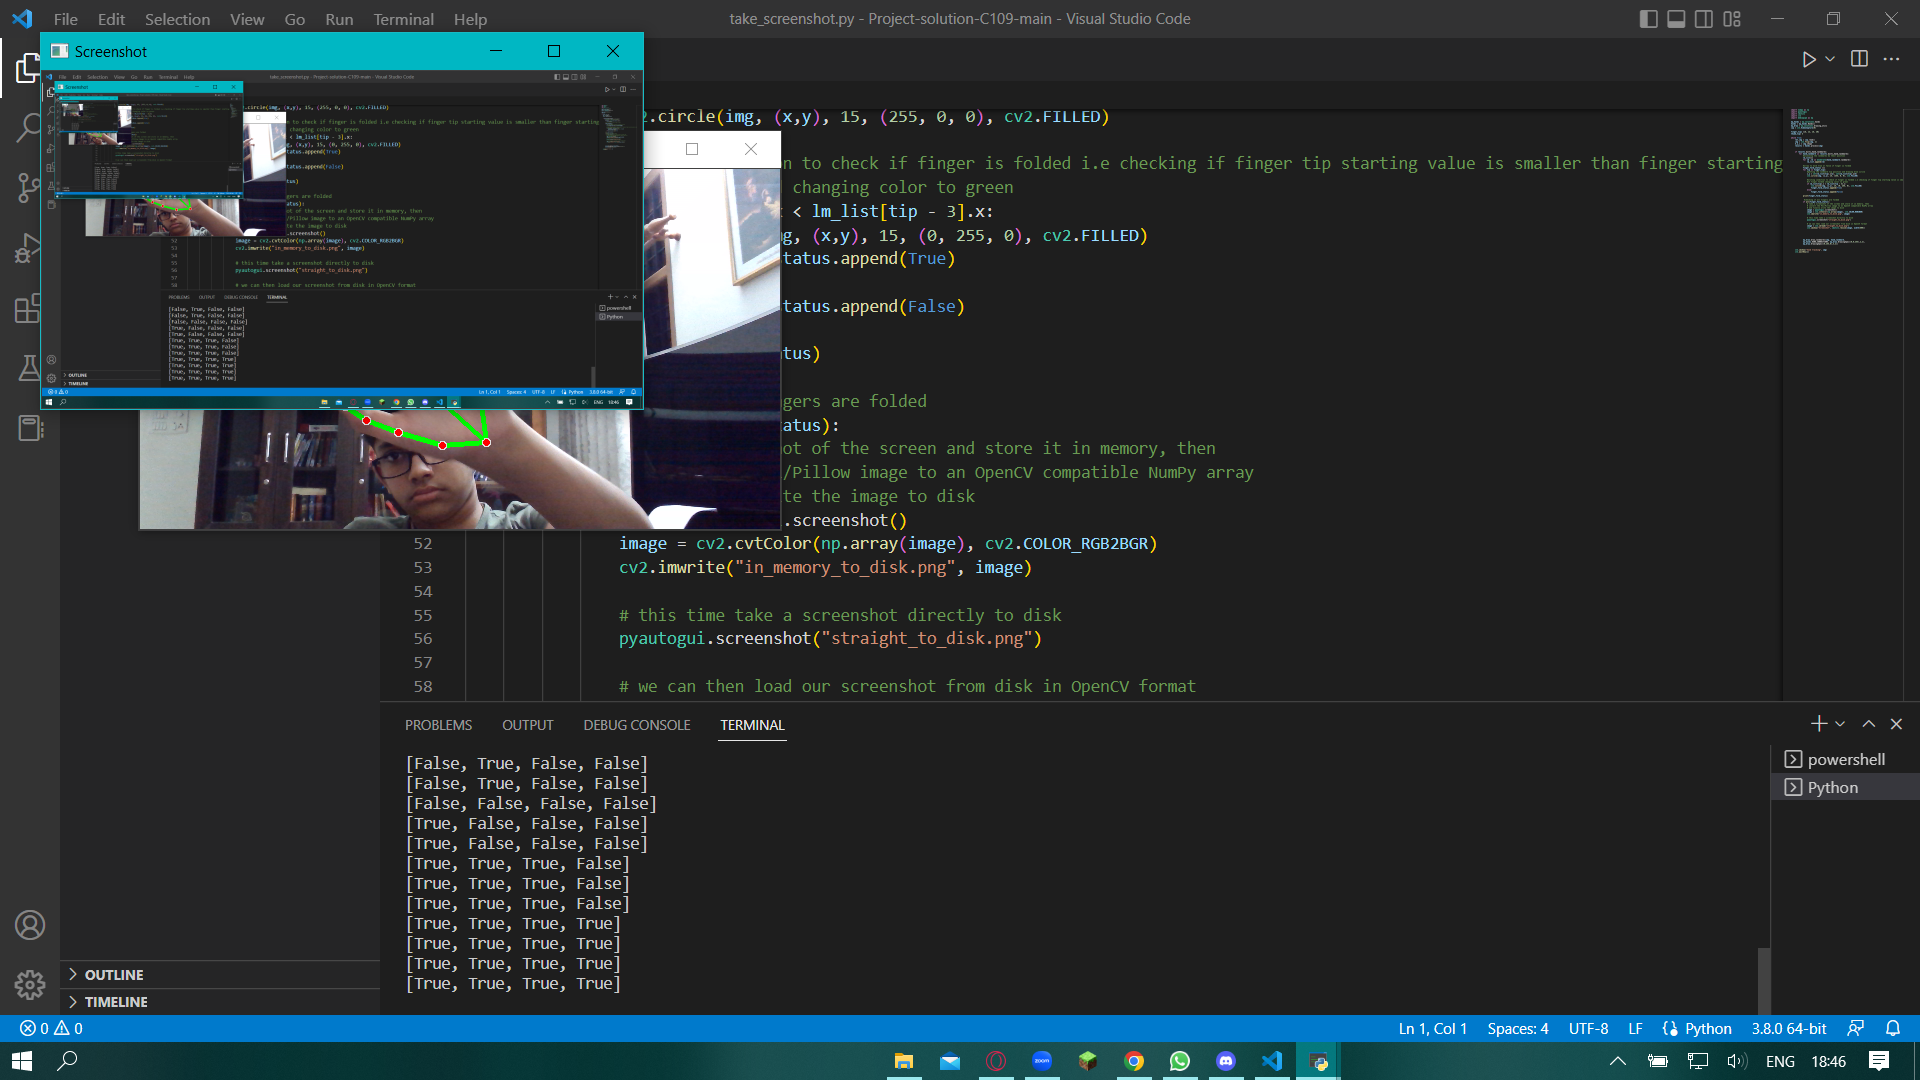 File Edit Selection View Go Run Terminal Help
take_screenshot.py - Project-solution-C109-main - Visual Studio Code
Screenshot
.circle(img, (x,y), 15, (255, 0, 0), cv2.FILLED)
n to check if finger is folded i.e checking if finger tip starting value is smaller than finger starting
changing color to green
< lm_list[tip - 3].x:
g, (x,y), 15, (0, 255, 0), cv2.FILLED)
tatus.append(True)
tatus.append(False)
tus)
gers are folded
atus):
ot of the screen and store it in memory, then
/Pillow image to an OpenCV compatible NumPy array
te the image to disk
.screenshot()
52 image = cv2.cvtColor(np.array(image), cv2.COLOR_RGB2BGR)
53 cv2.imwrite("in_memory_to_disk.png", image)
54
55 # this time take a screenshot directly to disk
56 pyautogui.screenshot("straight_to_disk.png")
57
58 # we can then load our screenshot from disk in OpenCV format
PROBLEMS OUTPUT DEBUG CONSOLE TERMINAL
powershell
Python
[False, True, False, False]
[False, True, False, False]
[False, False, False, False]
[True, False, False, False]
[True, False, False, False]
[True, True, True, False]
[True, True, True, False]
[True, True, True, False]
[True, True, True, True]
[True, True, True, True]
[True, True, True, True]
[True, True, True, True]
OUTLINE
TIMELINE
0 0
Ln 1, Col 1 Spaces: 4 UTF-8 LF Python 3.8.0 64-bit
zoom
ENG 18:46